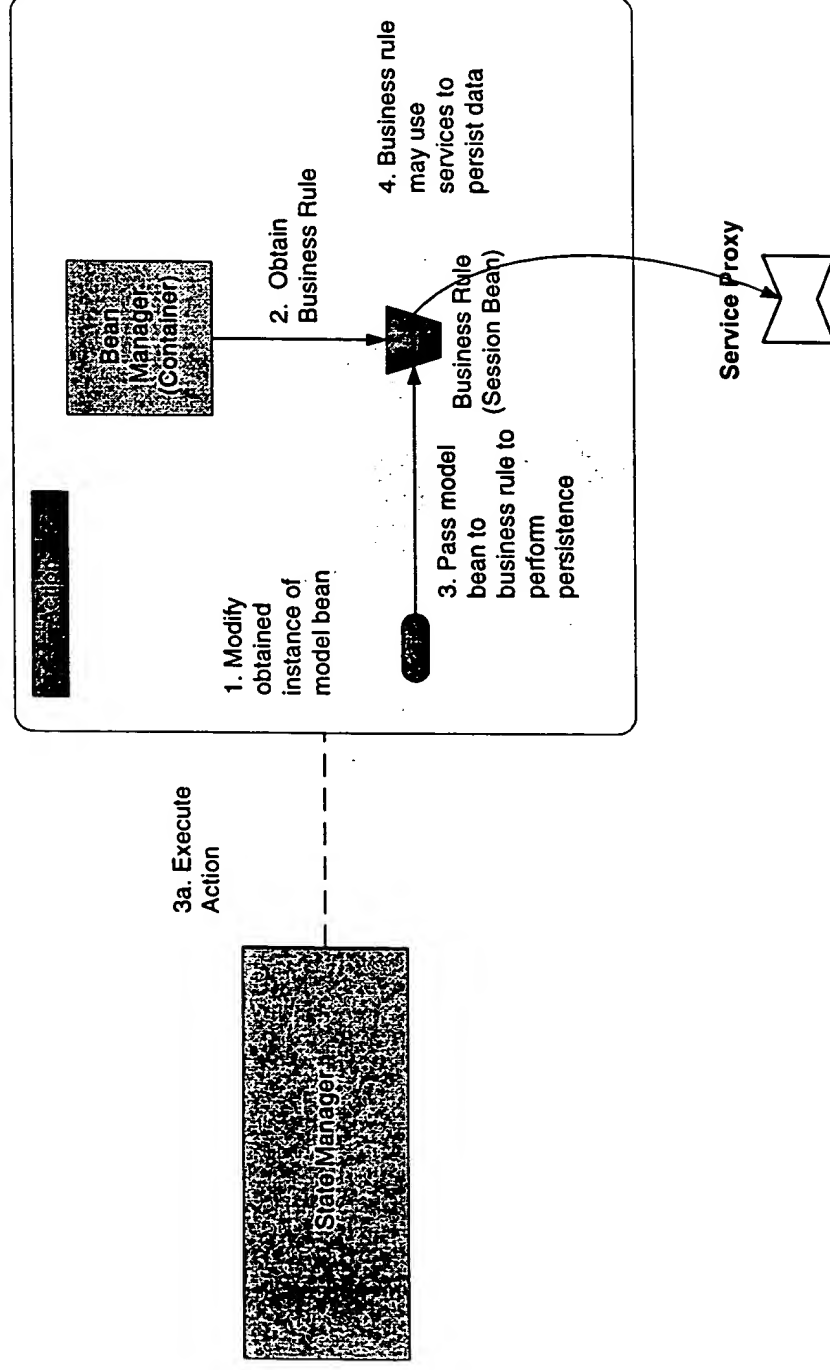 Action
Bean
Manager
(Container)
2. Obtain
Business Rule
1. Modify
obtained
instance of
model bean
4. Business rule
may use
services to
persist data
Business Rule
(Session Bean)
3. Pass model
bean to
business rule to
perform
persistence
3a. Execute
Action
State Manager
Service Proxy